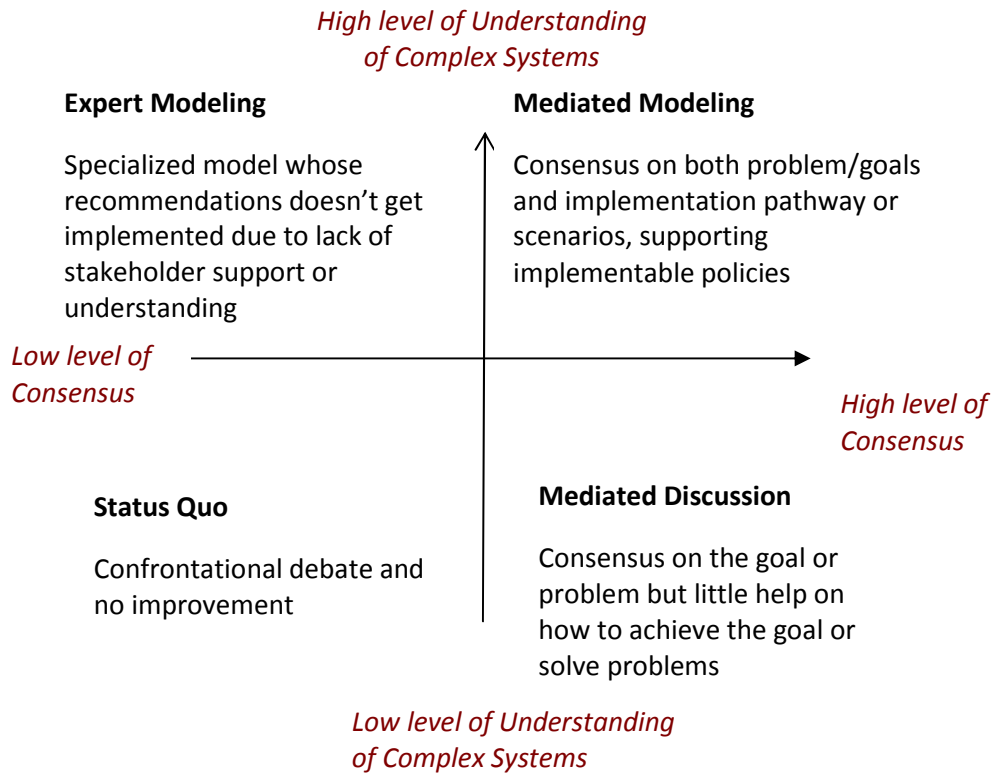 High level of Understanding
of Complex Systems
Expert Modeling
Specialized model whose
recommendations doesn’t get
implemented due to lack of
stakeholder support or
understanding
Mediated Modeling
Consensus on both problem/goals
and implementation pathway or
scenarios, supporting
implementable policies
Low level of
Consensus
High level of
Consensus
Status Quo
Confrontational debate and
no improvement
Mediated Discussion
Consensus on the goal or
problem but little help on
how to achieve the goal or
solve problems
Low level of Understanding
of Complex Systems